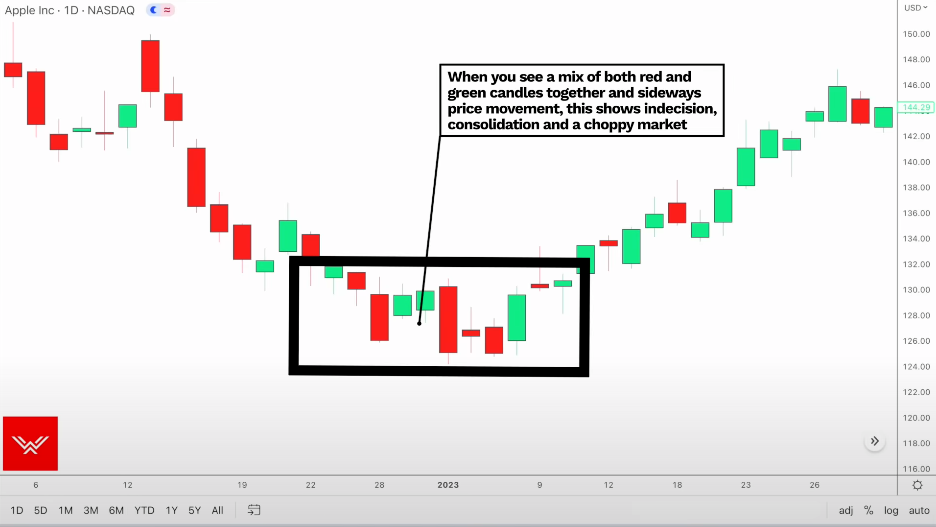 Apple Inc · 1D · NASDAQ
USD
150.00
148.00
146.00
144.29
142.00
140.00
138.00
136.00
134.00
132.00
130.00
128.00
126.00
124.00
122.00
120.00
118.00
116.00
When you see a mix of both red and
green candles together and sideways
price movement, this shows indecision,
consolidation and a choppy market
6 12 19 22 28 2023 9 12 18 23 26
1D 5D 1M 3M 6M YTD 1Y 5Y All adj % log auto